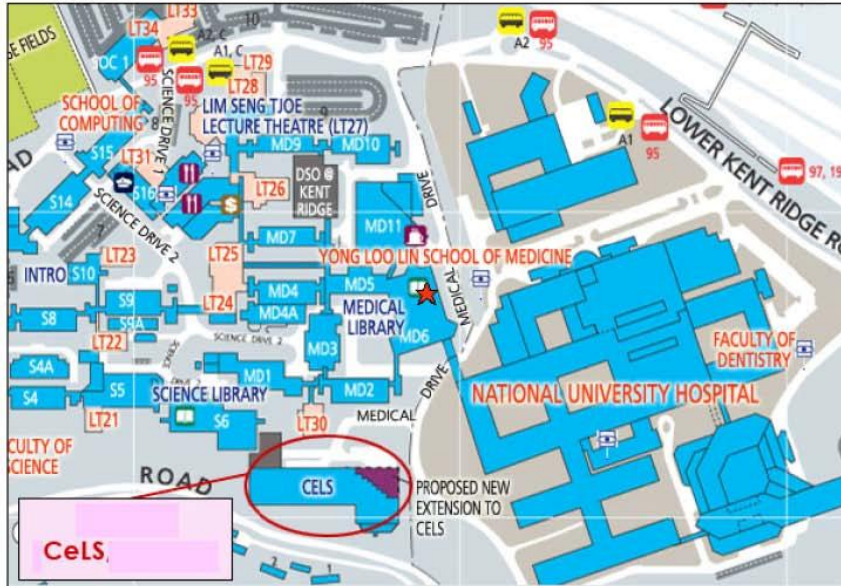 LT33
LT34
10
A2, C
A1, C
A2
95
SOC 1
95
95
LT29
LT28
SCHOOL OF
COMPUTING
8
SCIENCE DRIVE 1
LIM SENG TJOE
LECTURE THEATRE (LT27)
9
A1
95
LOWER KENT RIDGE RO
97, 19
S15
LT31
S16
S14
MD9
MD10
DSO @
KENT
RIDGE
LT26
MD11
DRIVE
SCIENCE DRIVE 2
7
MD7
LT25
LT23
INTRO
S10
YONG LOO LIN SCHOOL OF MEDICINE
MD5
MEDICAL
MEDICAL
LIBRARY
MD6
MD4
MD4A
LT24
S9
S8
S9A
LT22
SCIENCE DRIVE 2
MD3
FACULTY OF
DENTISTRY
S4A
S4
S5
LT21
MD1
MD2
SCIENCE LIBRARY
S6
LT30
MEDICAL
DRIVE
NATIONAL UNIVERSITY HOSPITAL
CULTY OF
SCIENCE
ROAD
CELS
PROPOSED NEW
EXTENSION TO
CELS
CeLS,
2
1